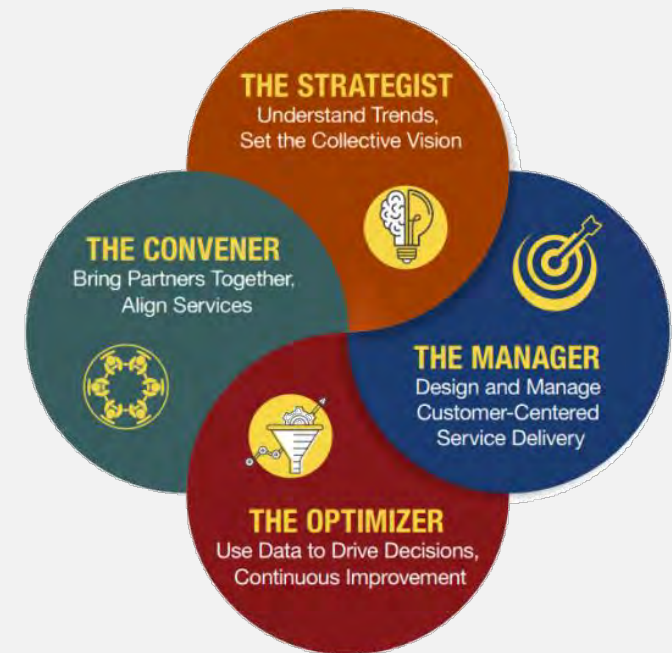 THE STRATEGIST
Understand Trends,
Set the Collective Vision
THE CONVENER
Bring Partners Together,
Align Services
THE MANAGER
Design and Manage
Customer-Centered
Service Delivery
THE OPTIMIZER
Use Data to Drive Decisions,
Continuous Improvement